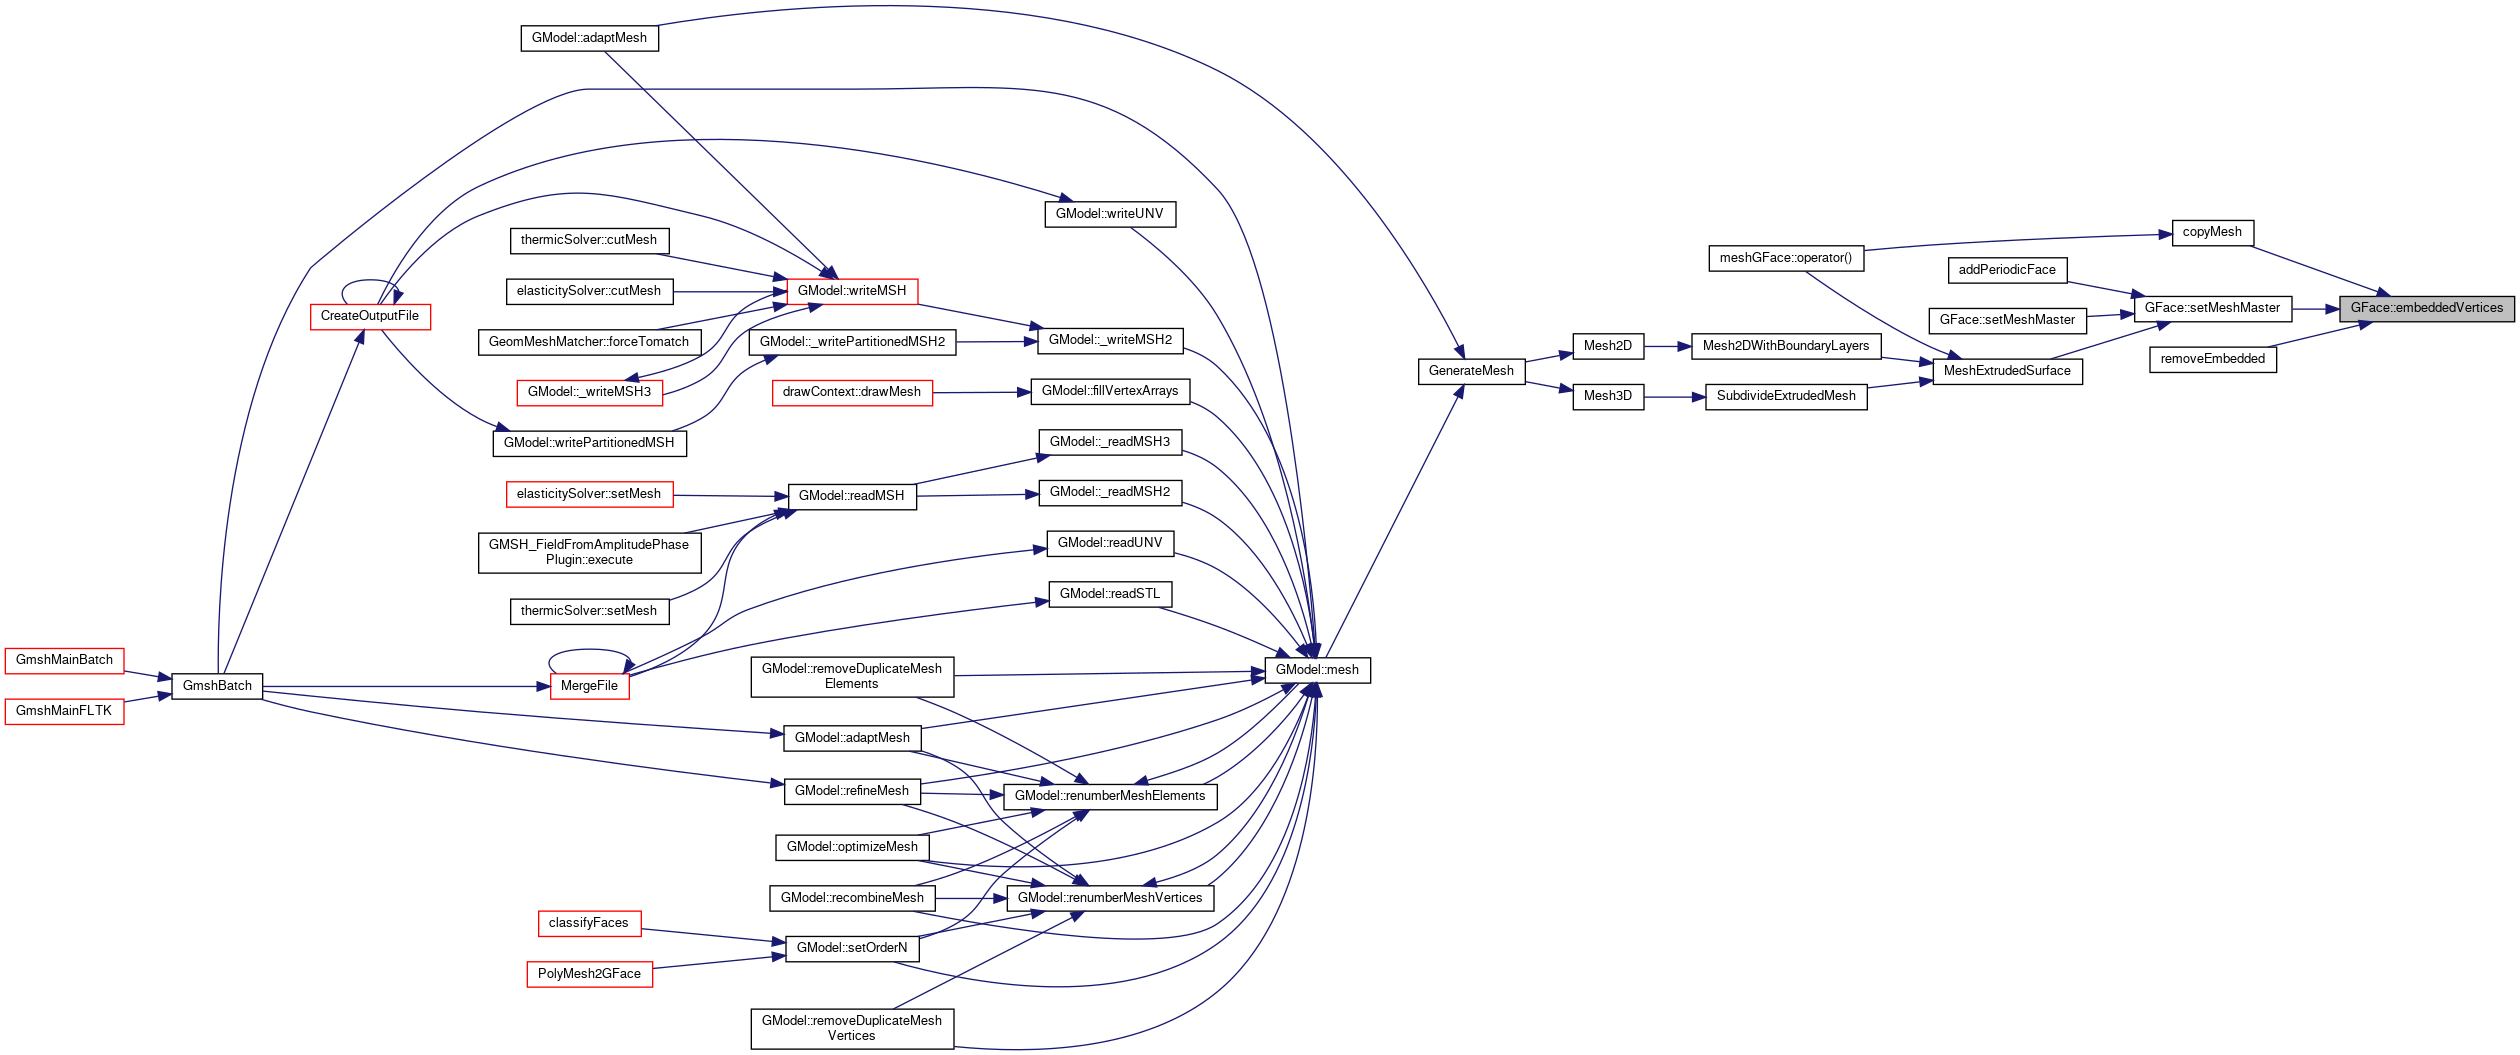 GModel::adaptMesh
GModel::writeUNV
copyMesh
thermicSolver::cutMesh
meshGFace::operator()
addPeriodicFace
elasticitySolver::cutMesh
GModel::writeMSH
CreateOutputFile
GFace::setMeshMaster
GFace::setMeshMaster
GFace::embeddedVertices
GeomMeshMatcher::forceTomatch
GModel::_writePartitionedMSH2
GModel::_writeMSH2
Mesh2D
Mesh2DWithBoundaryLayers
removeEmbedded
GenerateMesh
MeshExtrudedSurface
GModel::_writeMSH3
drawContext::drawMesh
GModel::fillVertexArrays
Mesh3D
SubdivideExtrudedMesh
GModel::writePartitionedMSH
GModel::_readMSH3
elasticitySolver::setMesh
GModel::readMSH
GModel::_readMSH2
GMSH_FieldFromAmplitudePhase
Plugin::execute
GModel::readUNV
thermicSolver::setMesh
GModel::readSTL
GmshMainBatch
GmshBatch
GmshMainFLTK
MergeFile
GModel::removeDuplicateMesh
Elements
GModel::mesh
GModel::adaptMesh
GModel::refineMesh
GModel::renumberMeshElements
GModel::optimizeMesh
GModel::recombineMesh
GModel::renumberMeshVertices
classifyFaces
GModel::setOrderN
PolyMesh2GFace
GModel::removeDuplicateMesh
Vertices